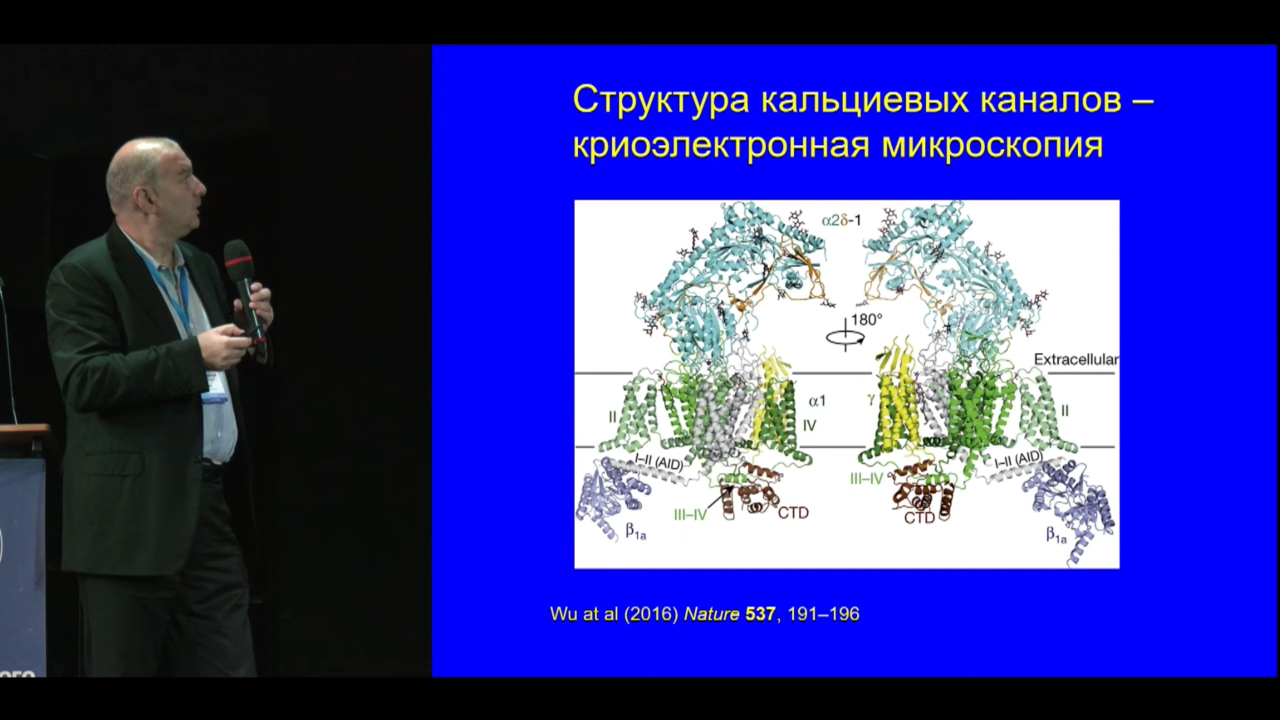 Структура кальциевых каналов –
криоэлектронная микроскопия
α2δ-1
180°
Extracellular
II
α1
IV
γ
II
I–II (AID)
III–IV
I–II (AID)
III–IV
CTD
CTD
β1a
β1a
Wu at al (2016) Nature 537, 191–196